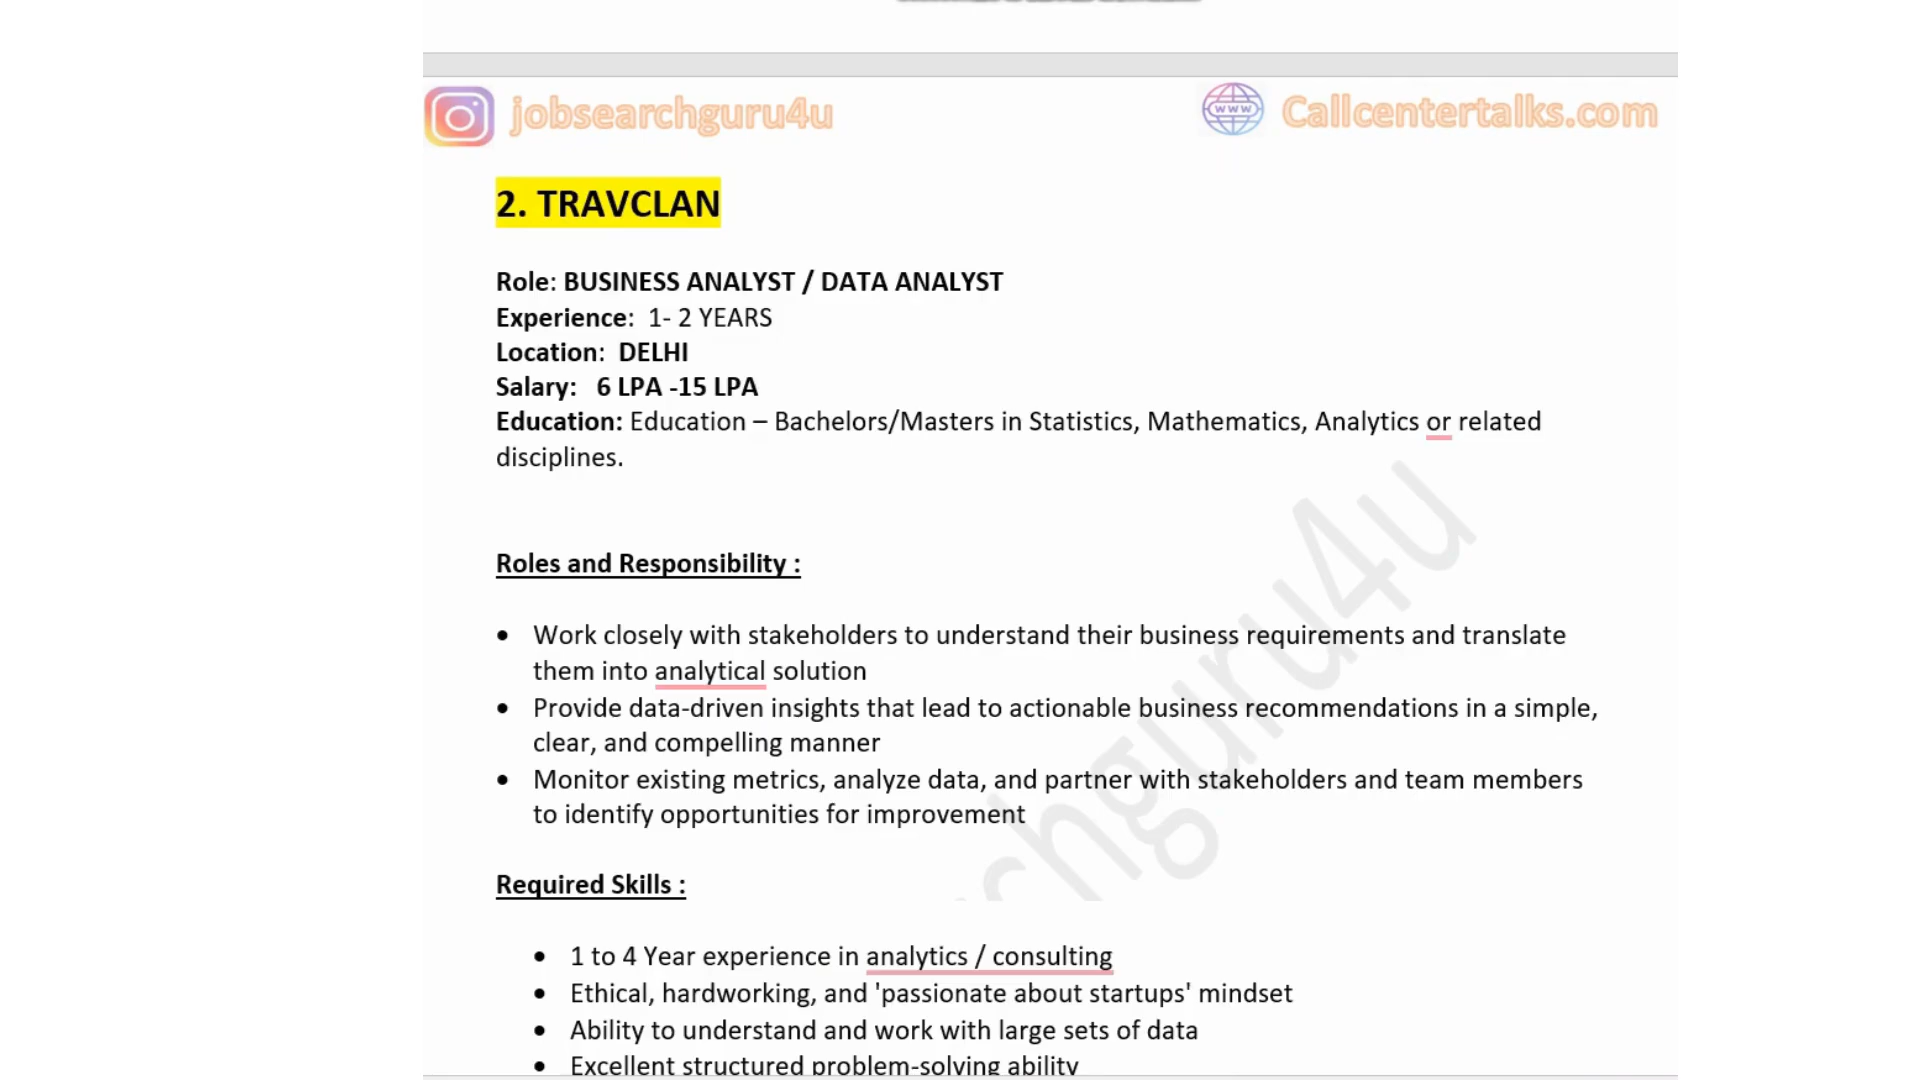 jobsearchguru4u
www
Callcentertalks.com
2. TRAVCLAN
Role: BUSINESS ANALYST / DATA ANALYST
Experience: 1- 2 YEARS
Location: DELHI
Salary: 6 LPA -15 LPA
Education: Education – Bachelors/Masters in Statistics, Mathematics, Analytics or related
disciplines.
Roles and Responsibility :
• Work closely with stakeholders to understand their business requirements and translate
them into analytical solution
• Provide data-driven insights that lead to actionable business recommendations in a simple,
clear, and compelling manner
• Monitor existing metrics, analyze data, and partner with stakeholders and team members
to identify opportunities for improvement
chguru4u
Required Skills :
• 1 to 4 Year experience in analytics / consulting
• Ethical, hardworking, and 'passionate about startups' mindset
• Ability to understand and work with large sets of data
• Excellent structured problem-solving ability